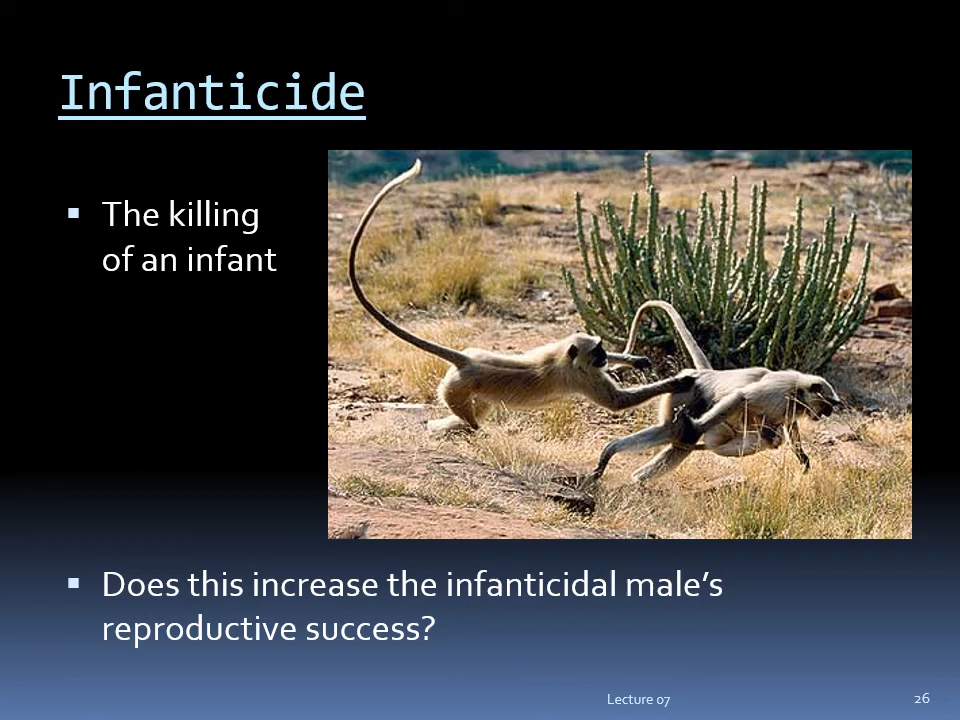 Infanticide
The killing
of an infant
Does this increase the infanticidal male’s
reproductive success?
Lecture 07
26